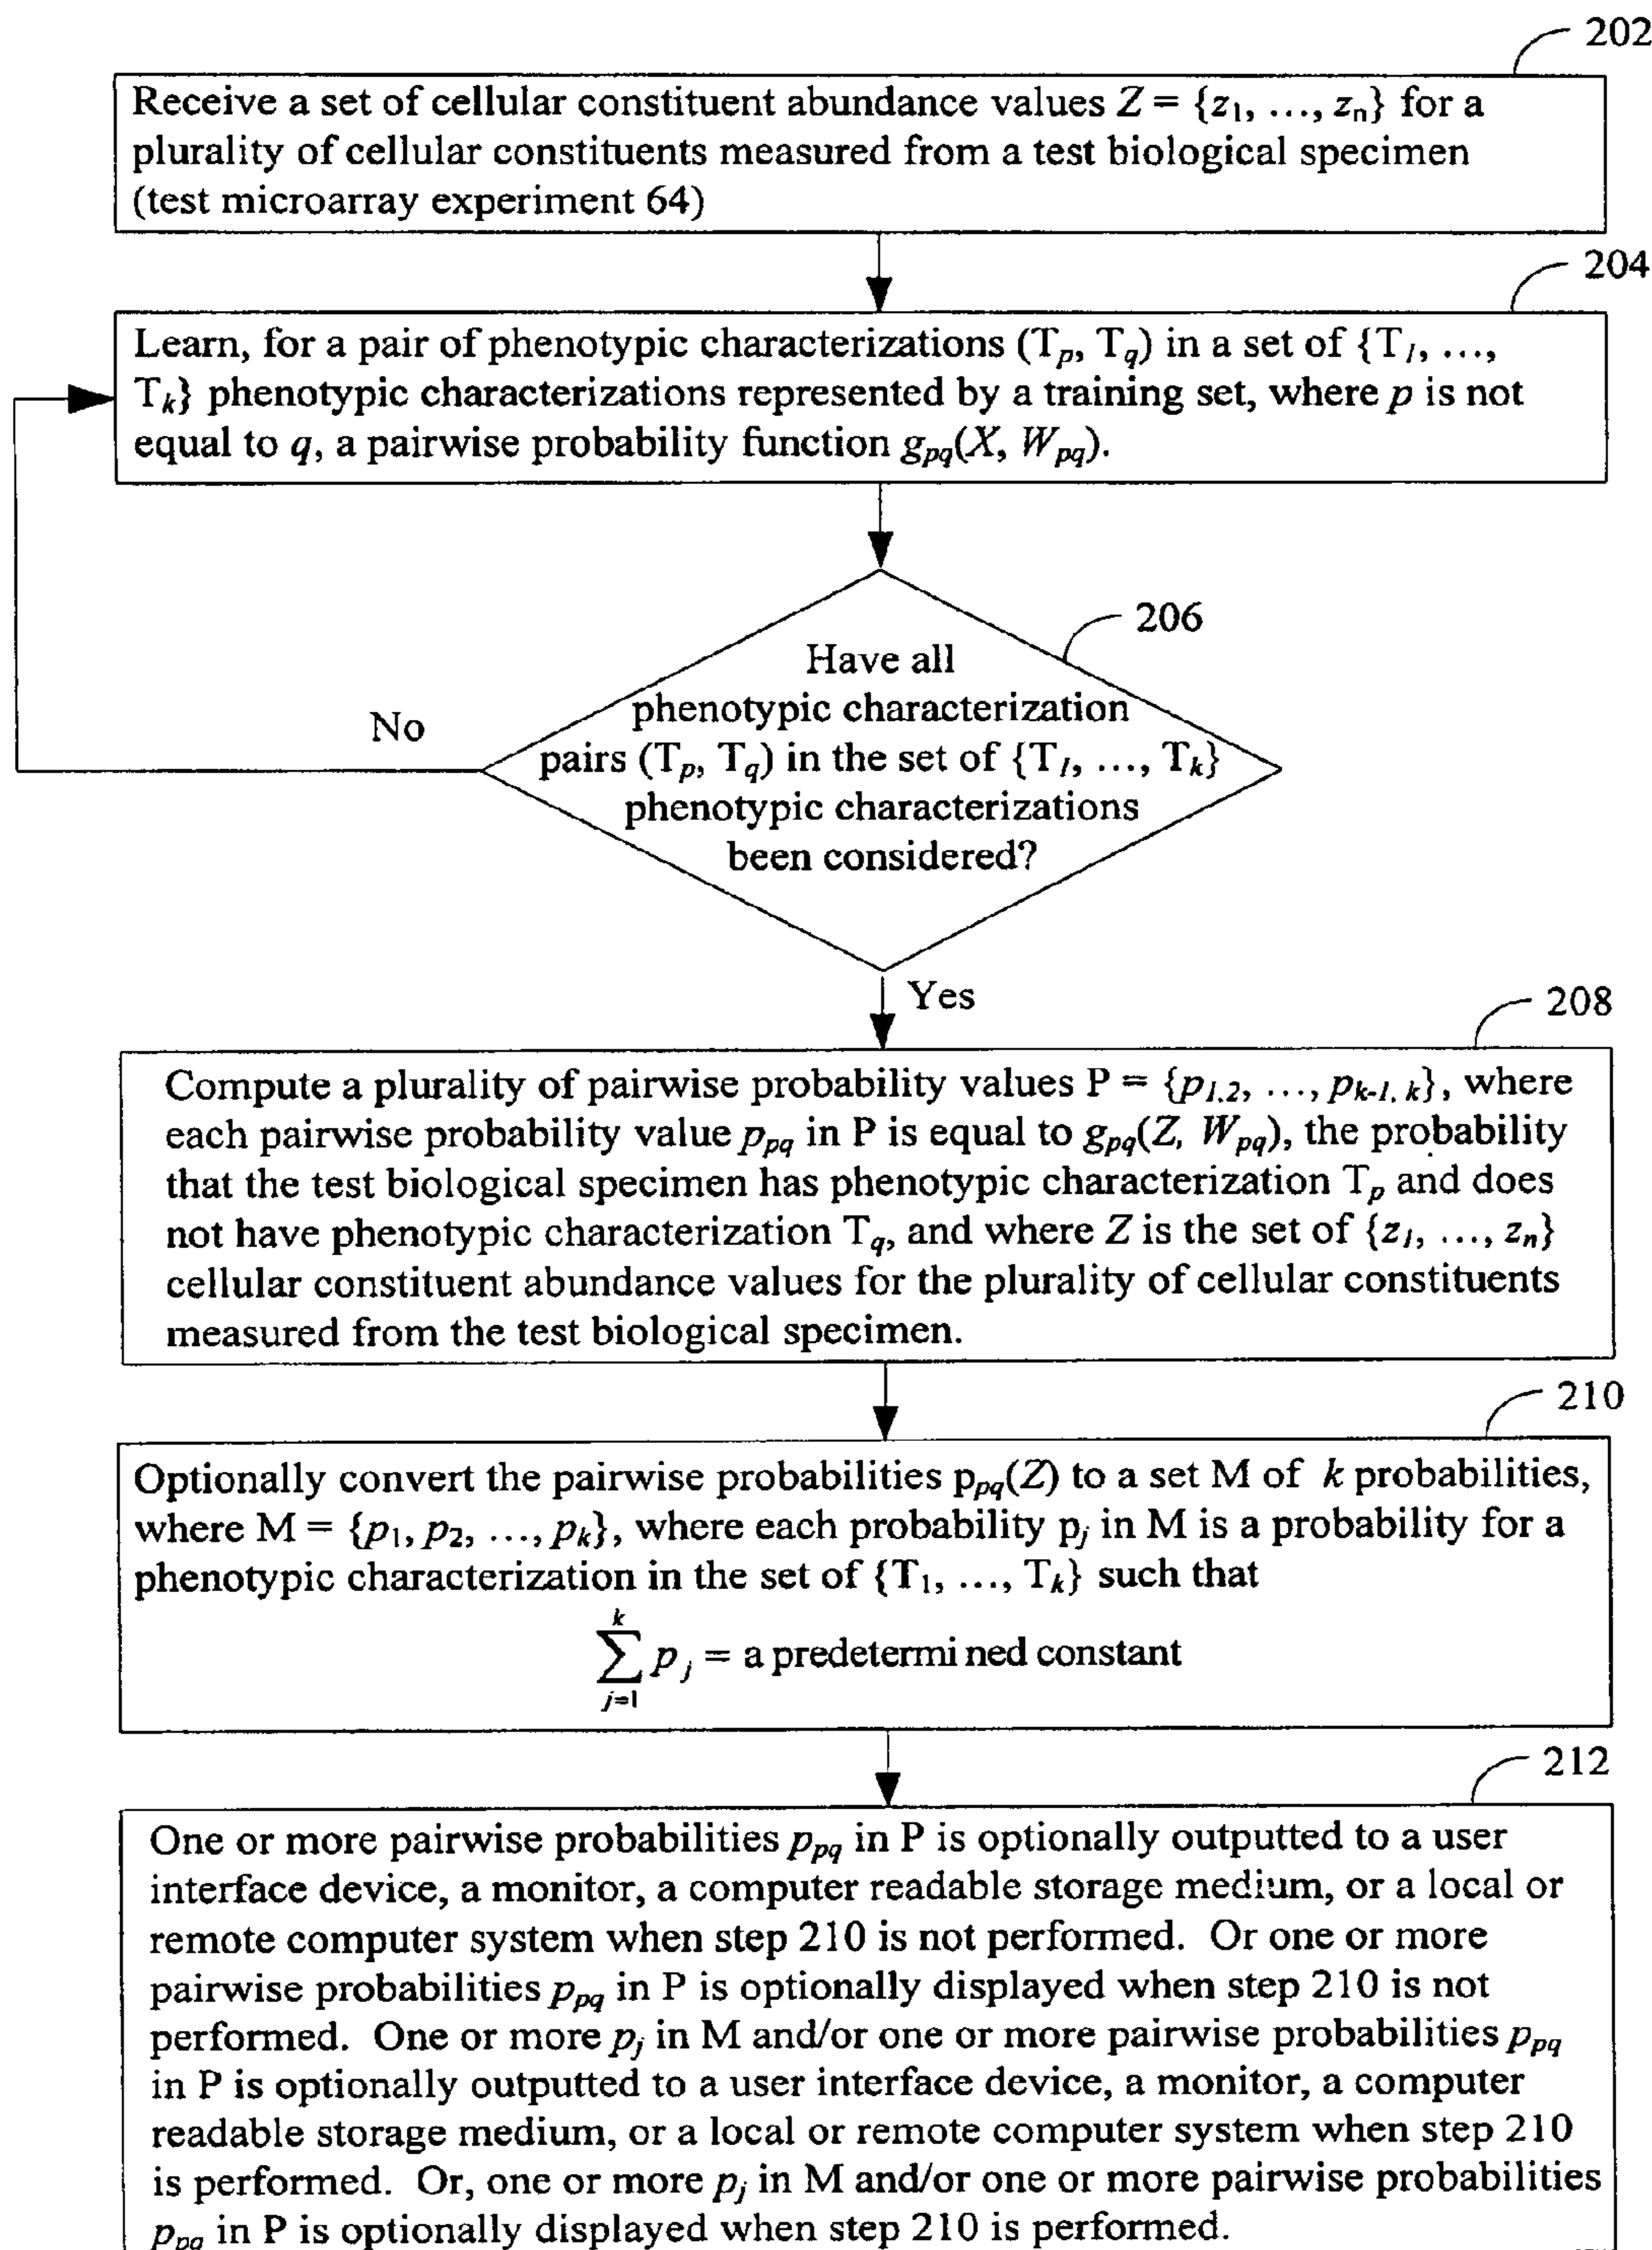 202
Receive a set of cellular constituent abundance values Z = {z1, ..., zn} for a
plurality of cellular constituents measured from a test biological specimen
(test microarray experiment 64)
204
Learn, for a pair of phenotypic characterizations (Tp, Tq) in a set of {Tl, ...,
Tk} phenotypic characterizations represented by a training set, where p is not
equal to q, a pairwise probability function gpq(X, Wpq).
206
Have all
phenotypic characterization
pairs (Tp, Tq) in the set of {Tl, ..., Tk}
phenotypic characterizations
been considered?
No
Yes
208
Compute a plurality of pairwise probability values P = {p1,2, ..., pk-1, k}, where
each pairwise probability value ppq in P is equal to gpq(Z, Wpq), the probability
that the test biological specimen has phenotypic characterization Tp and does
not have phenotypic characterization Tq, and where Z is the set of {z1, ..., zn}
cellular constituent abundance values for the plurality of cellular constituents
measured from the test biological specimen.
210
Optionally convert the pairwise probabilities ppq(Z) to a set M of k probabilities,
where M = {p1, p2, ..., pk}, where each probability pj in M is a probability for a
phenotypic characterization in the set of {T1, ..., Tk} such that
k
∑ pj = a predetermi ned constant
j=1
212
One or more pairwise probabilities ppq in P is optionally outputted to a user
interface device, a monitor, a computer readable storage medium, or a local or
remote computer system when step 210 is not performed. Or one or more
pairwise probabilities ppq in P is optionally displayed when step 210 is not
performed. One or more pj in M and/or one or more pairwise probabilities ppq
in P is optionally outputted to a user interface device, a monitor, a computer
readable storage medium, or a local or remote computer system when step 210
is performed. Or, one or more pj in M and/or one or more pairwise probabilities
ppq in P is optionally displayed when step 210 is performed.